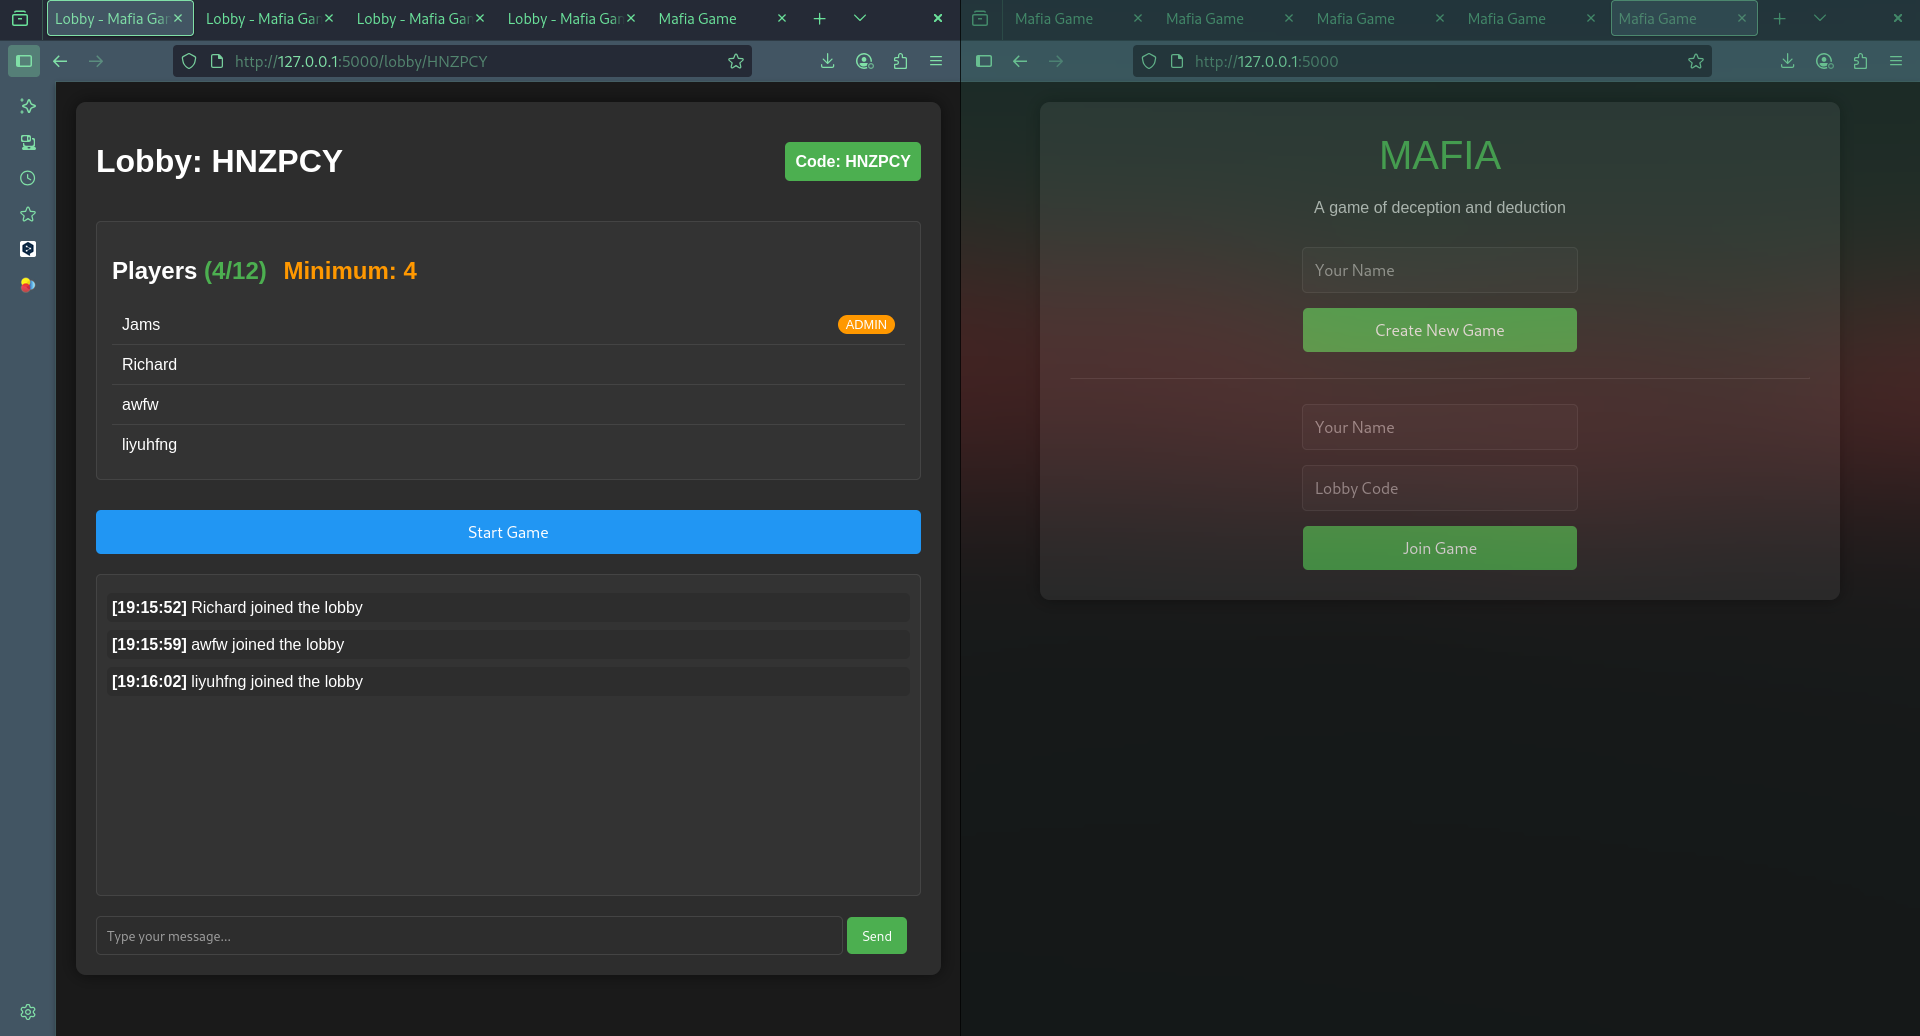 Lobby - Mafia Gar
Lobby - Mafia Gar
Lobby - Mafia Gar
Lobby - Mafia Gar
Mafia Game
http://127.0.0.1:5000/lobby/HNZPCY
Lobby: HNZPCY
Code: HNZPCY
Players (4/12) Minimum: 4
Jams
ADMIN
Richard
awfw
liyuhfng
Start Game
[19:15:52] Richard joined the lobby
[19:15:59] awfw joined the lobby
[19:16:02] liyuhfng joined the lobby
Type your message...
Send
Mafia Game
Mafia Game
Mafia Game
Mafia Game
Mafia Game
http://127.0.0.1:5000
MAFIA
A game of deception and deduction
Your Name
Create New Game
Your Name
Lobby Code
Join Game